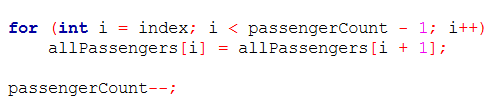 for (int i = index; i < passengerCount - 1; i++)
    allPassengers[i] = allPassengers[i + 1];
passengerCount--;